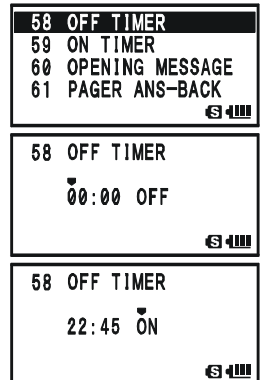 58 OFF TIMER
59 ON TIMER
60 OPENING MESSAGE
61 PAGER ANS-BACK
S
58 OFF TIMER
00:00 OFF
S
58 OFF TIMER
22:45 ON
S